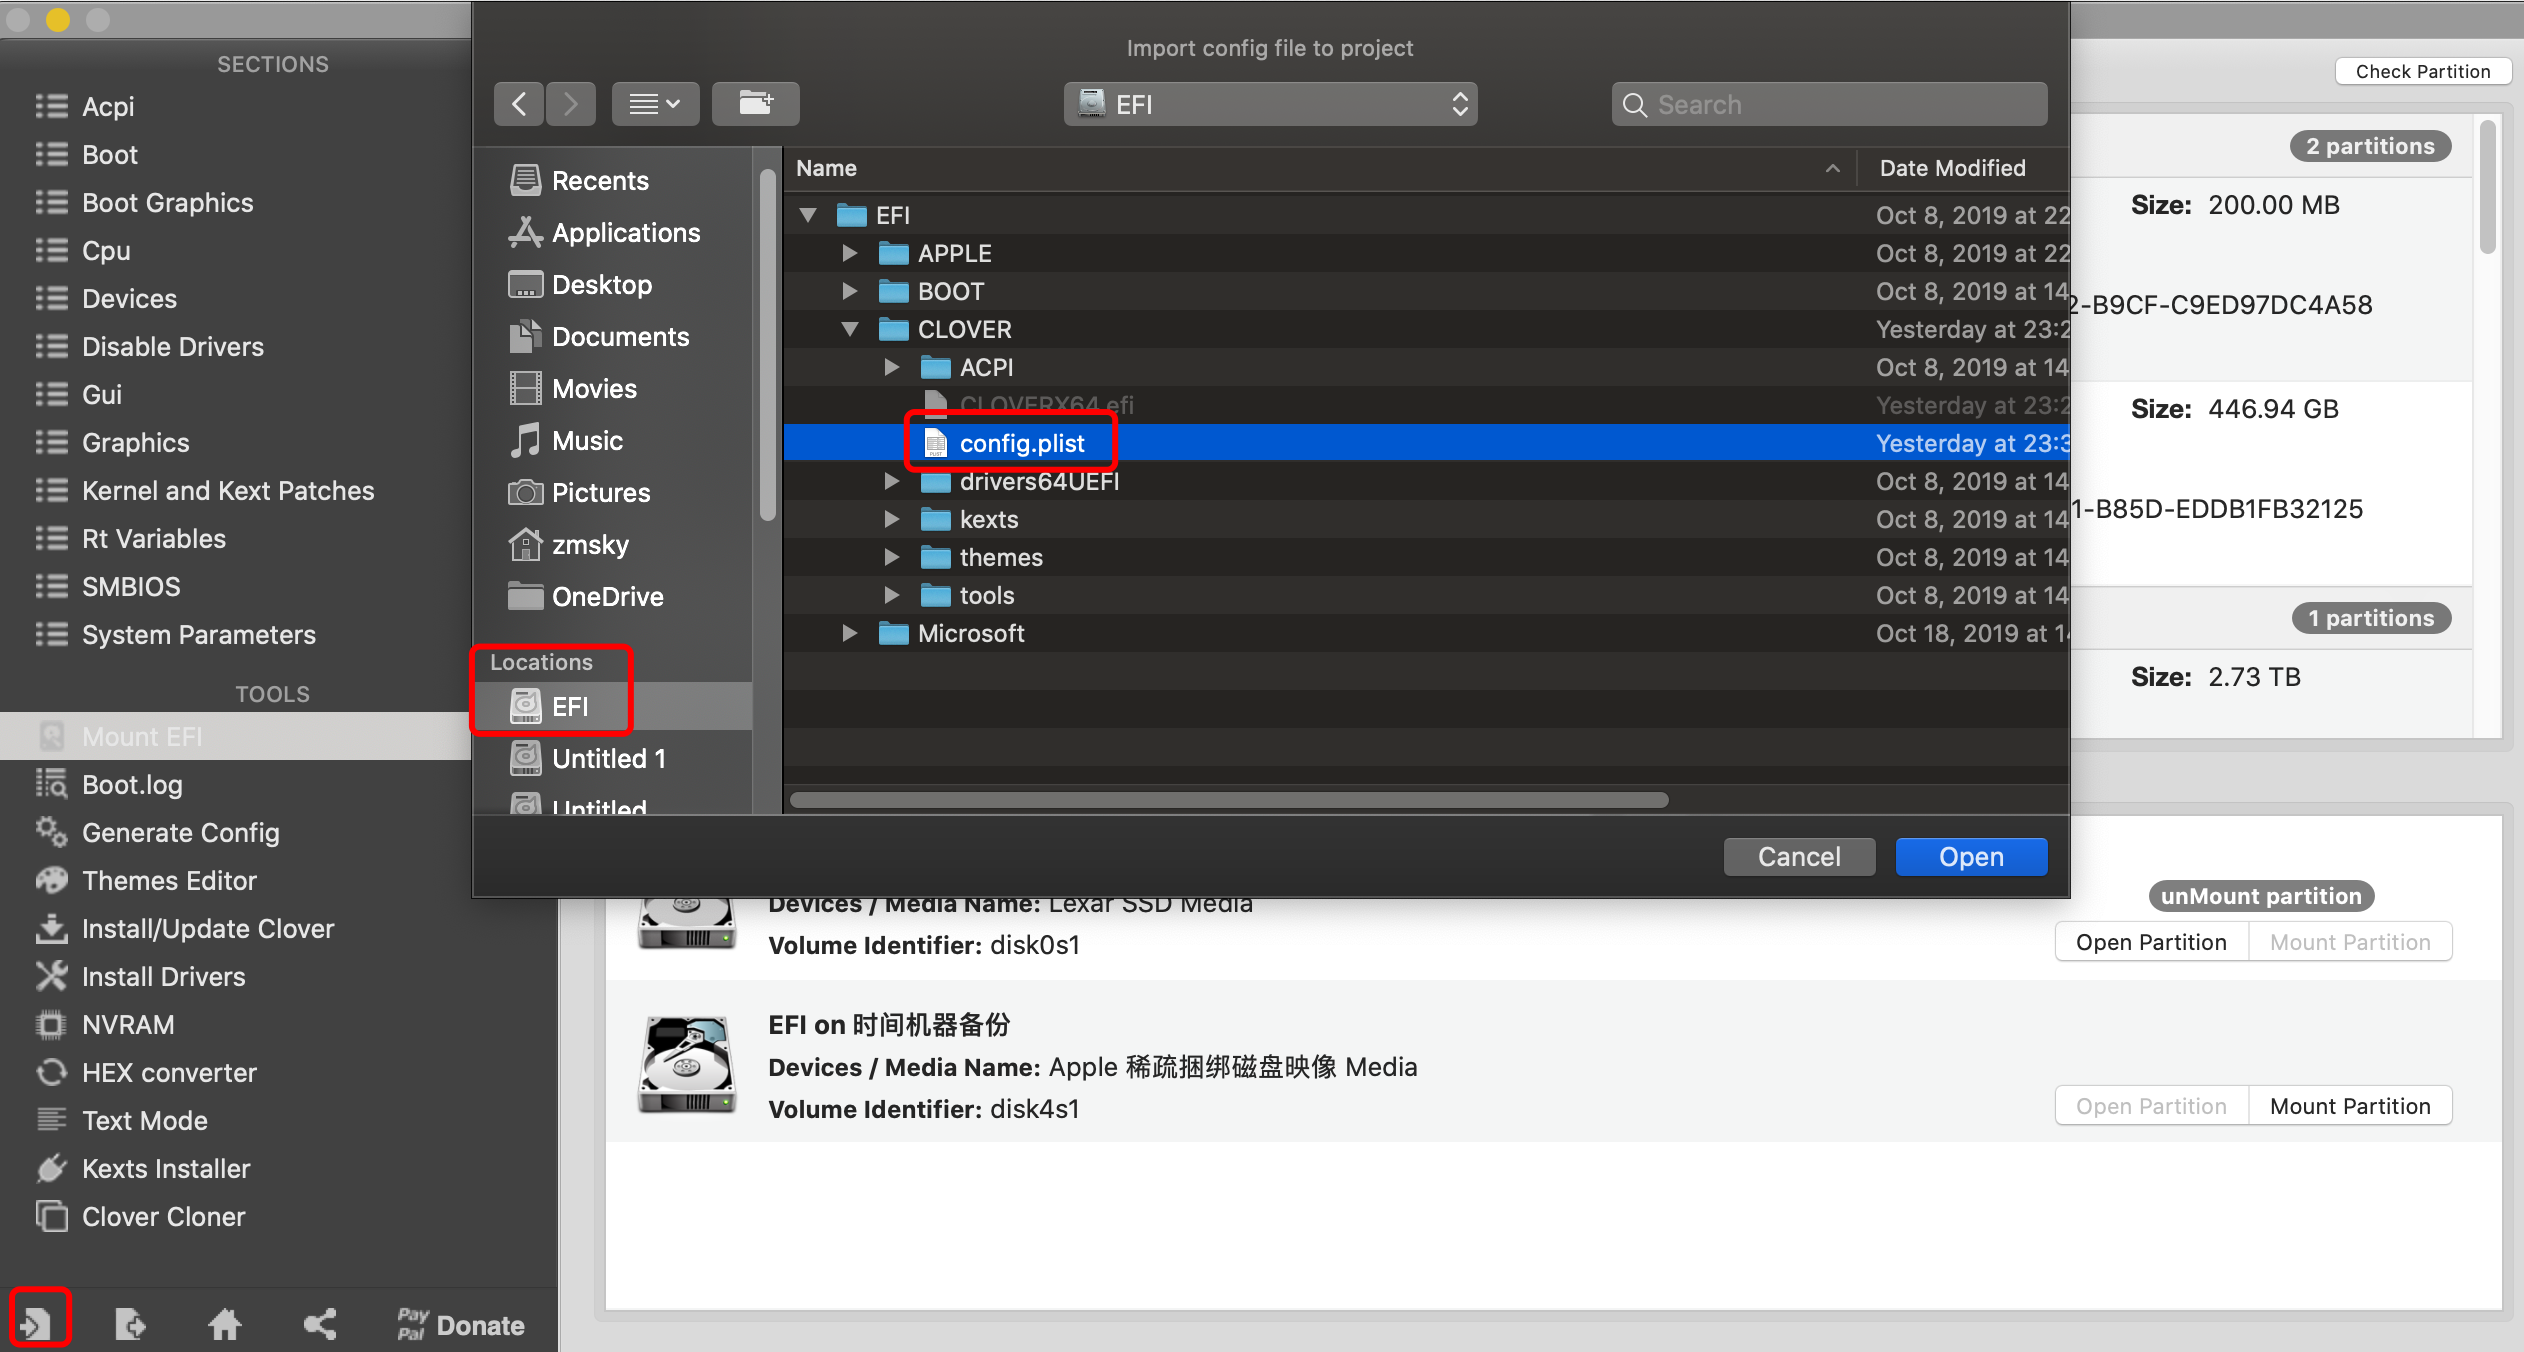 SECTIONS
Acpi
Boot
Boot Graphics
Cpu
Devices
Disable Drivers
Gui
Graphics
Kernel and Kext Patches
Rt Variables
SMBIOS
System Parameters
TOOLS
Mount EFI
Boot.log
Generate Config
Themes Editor
Install/Update Clover
Install Drivers
NVRAM
HEX converter
Text Mode
Kexts Installer
Clover Cloner
Pay
Pal Donate
Import config file to project
EFI
Search
Recents
Applications
Desktop
Documents
Movies
Music
Pictures
zmsky
OneDrive
Locations
EFI
Untitled 1
Untitled
Name Date Modified
EFI Oct 8, 2019 at 22
APPLE Oct 8, 2019 at 22
BOOT Oct 8, 2019 at 14
CLOVER Yesterday at 23:2
ACPI Oct 8, 2019 at 14
CLOVERX64.efi Yesterday at 23:2
config.plist Yesterday at 23:3
drivers64UEFI Oct 8, 2019 at 14
kexts Oct 8, 2019 at 14
themes Oct 8, 2019 at 14
tools Oct 8, 2019 at 14
Microsoft Oct 18, 2019 at 14
Cancel Open
Check Partition
2 partitions
Size: 200.00 MB
2-B9CF-C9ED97DC4A58
Size: 446.94 GB
1-B85D-EDDB1FB32125
1 partitions
Size: 2.73 TB
Devices / Media Name: Lexar SSD Media
Volume Identifier: disk0s1
unMount partition
Open Partition Mount Partition
EFI on 时间机器备份
Devices / Media Name: Apple 稀疏捆绑磁盘映像 Media
Volume Identifier: disk4s1
Open Partition Mount Partition